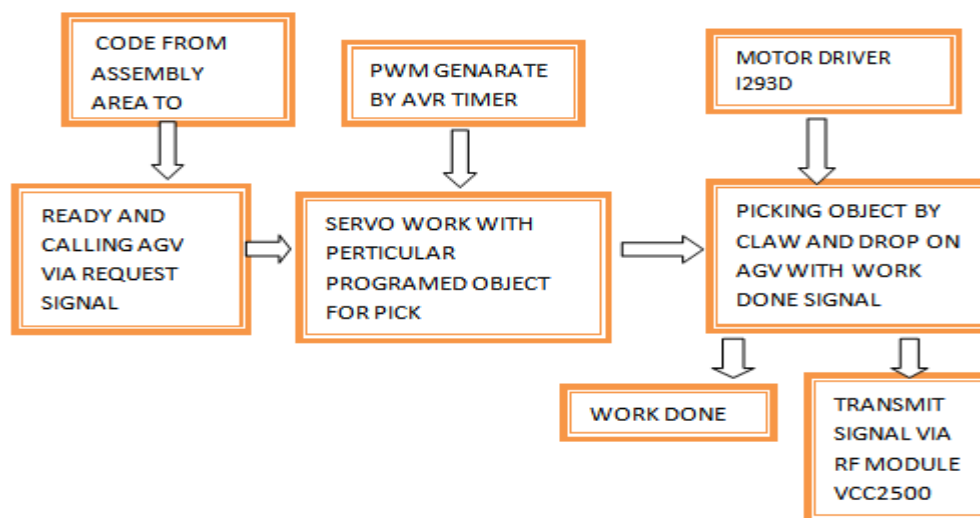 CODE FROM
ASSEMBLY
AREA TO
PWM GENARATE
BY AVR TIMER
MOTOR DRIVER
I293D
READY AND
CALLING AGV
VIA REQUEST
SIGNAL
SERVO WORK WITH
PERTICULAR
PROGRAMED OBJECT
FOR PICK
PICKING OBJECT BY
CLAW AND DROP ON
AGV WITH WORK
DONE SIGNAL
WORK DONE
TRANSMIT
SIGNAL VIA
RF MODULE
VCC2500